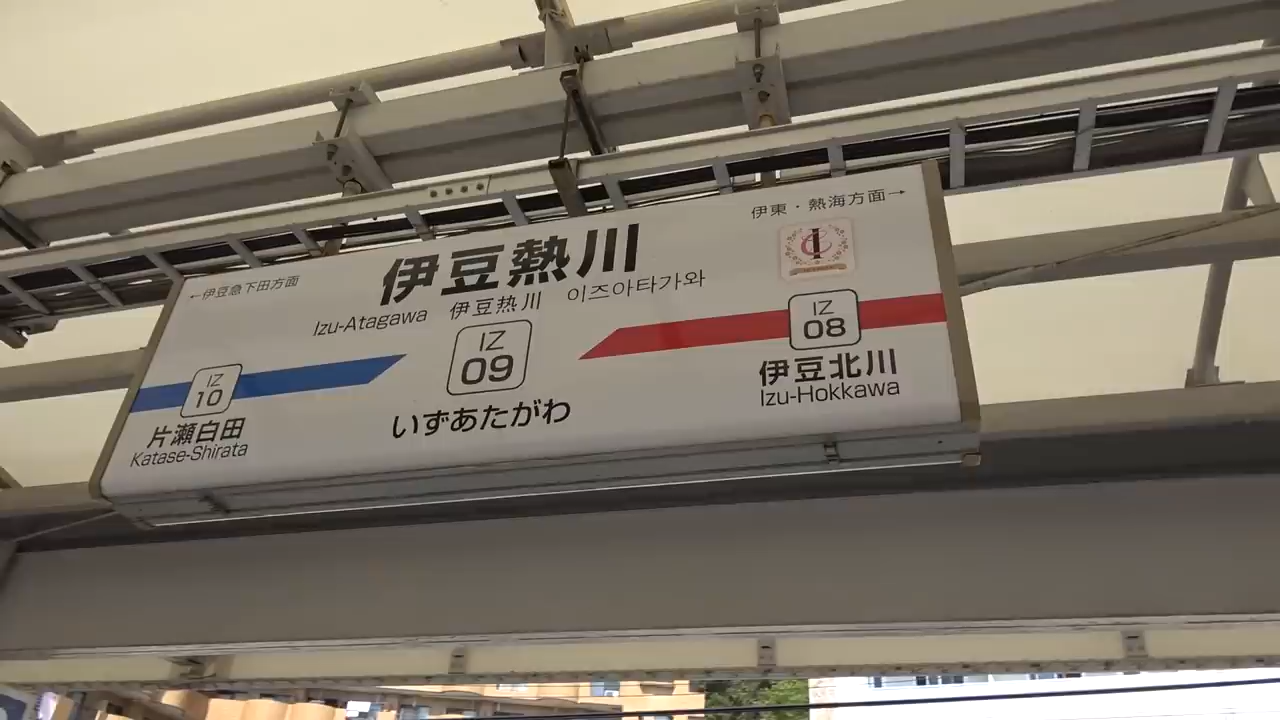 ←伊豆急下田方面
伊東・熱海方面→
伊豆熱川
Izu-Atagawa 伊豆热川 이즈아타가와
I
IZ
10
IZ
09
IZ
08
片瀬白田
Katase-Shirata
いずあたがわ
伊豆北川
Izu-Hokkawa